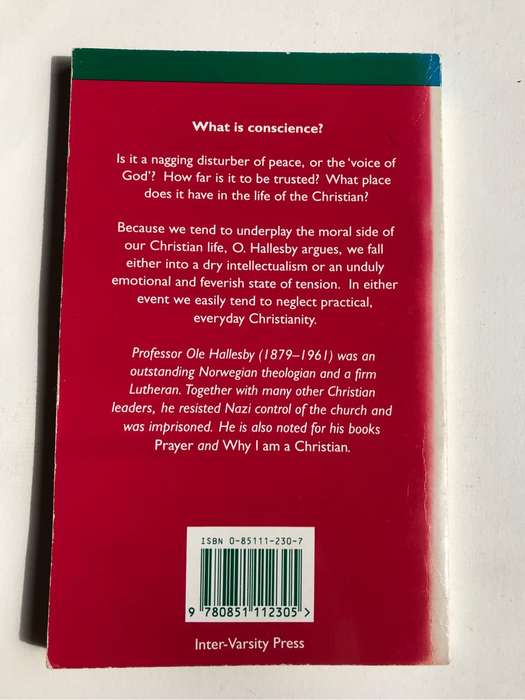 What is conscience?
Is it a nagging disturber of peace, or the 'voice of
God'? How far is it to be trusted? What place
does it have in the life of the Christian?
Because we tend to underplay the moral side of
our Christian life, O. Hallesby argues, we fall
either into a dry intellectualism or an unduly
emotional and feverish state of tension. In either
event we easily tend to neglect practical,
everyday Christianity.
Professor Ole Hallesby (1879–1961) was an
outstanding Norwegian theologian and a firm
Lutheran. Together with many other Christian
leaders, he resisted Nazi control of the church and
was imprisoned. He is also noted for his books
Prayer and Why I am a Christian.
ISBN 0-85111-230-7
9 780851 112305 >
Inter-Varsity Press